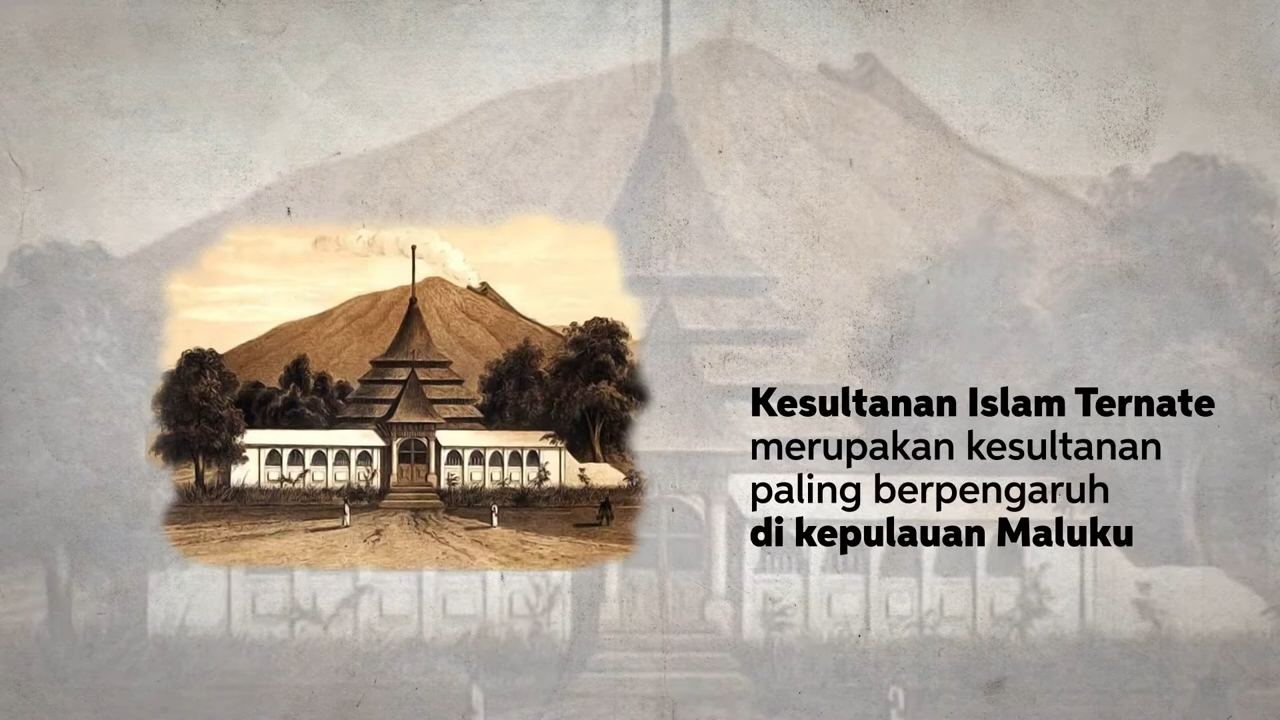 Kesultanan Islam Ternate
merupakan kesultanan
paling berpengaruh
di kepulauan Maluku